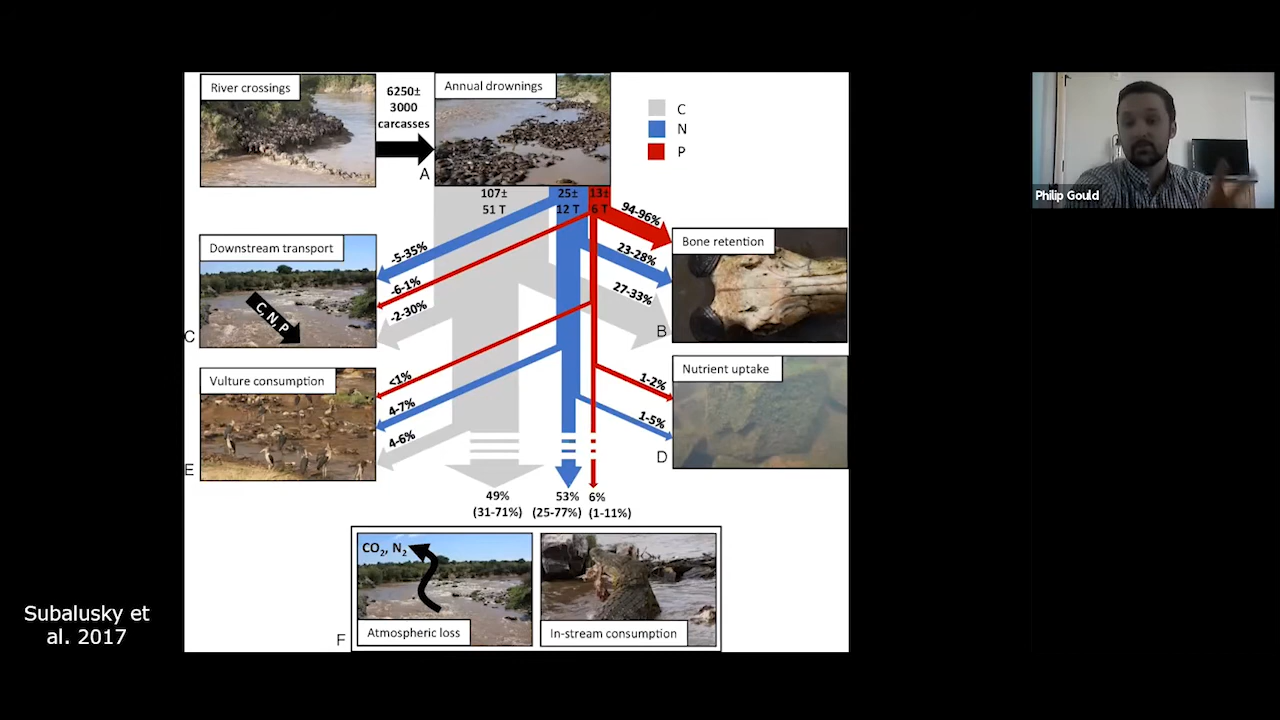 River crossings
6250±
3000
carcasses
A
Annual drownings
C
N
P
Philip Gould
107±
51 T
25±
12 T
13±
6 T
94-96%
23-28%
27-33%
Bone retention
B
Downstream transport
C, N, P
C
-5-35%
-6-1%
-2-30%
Vulture consumption
E
<1%
4-7%
4-6%
1-2%
1-5%
Nutrient uptake
D
49%
(31-71%)
53%
(25-77%)
6%
(1-11%)
CO2, N2
Atmospheric loss
In-stream consumption
F
Subalusky et
al. 2017